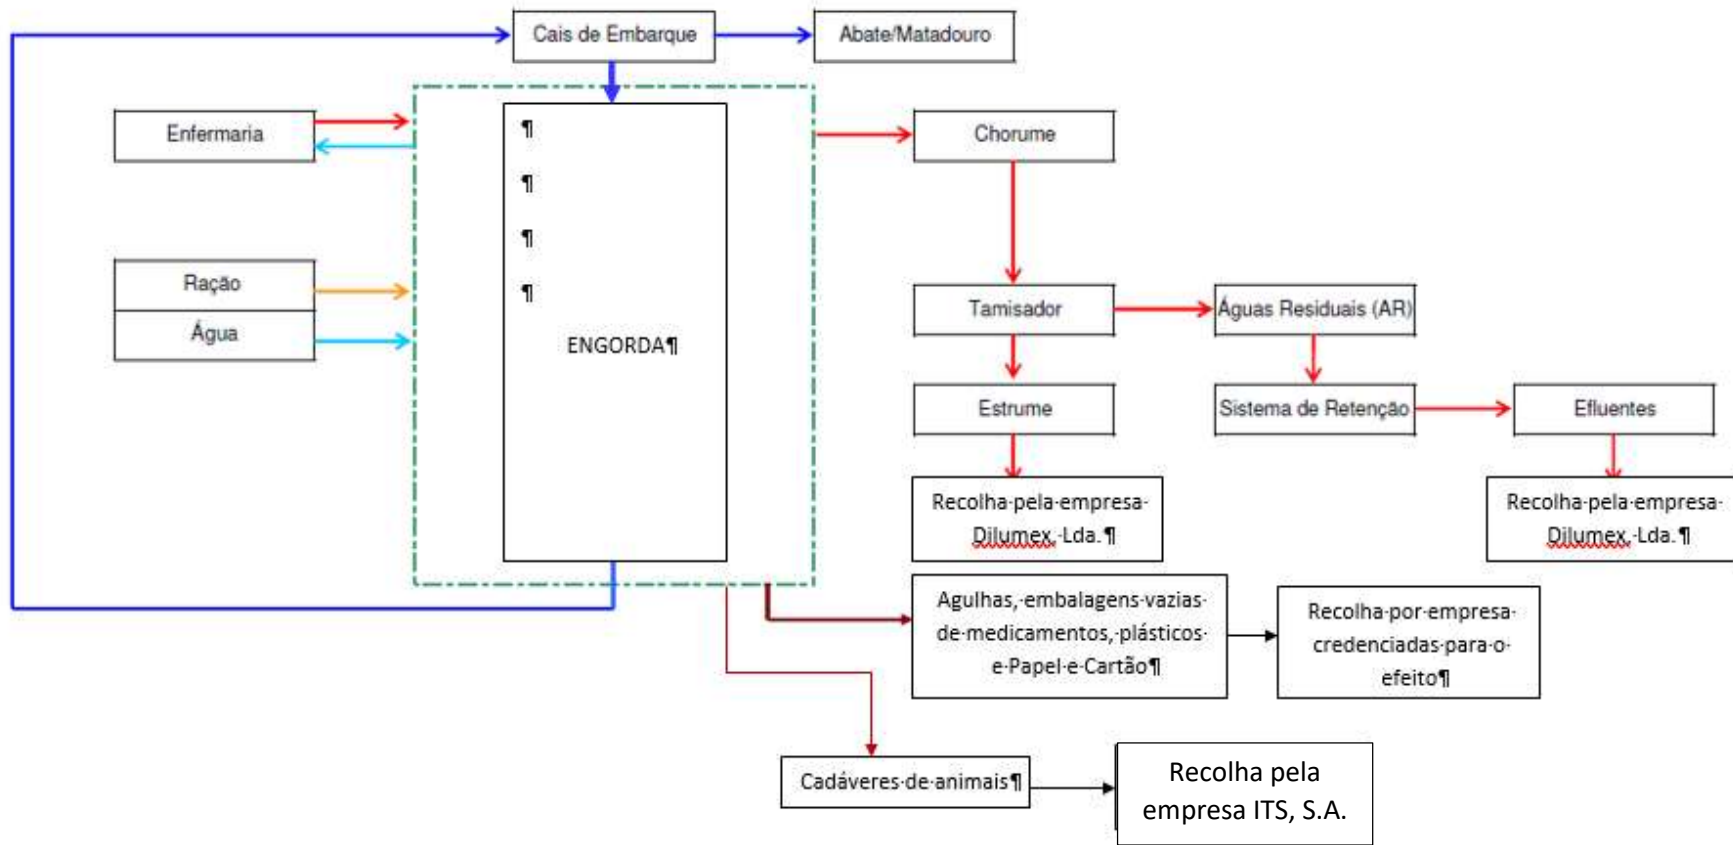 Cais de Embarque
Abate/Matadouro
Enfermaria
¶
¶
¶
¶
ENGORDA¶
Chorume
Ração
Água
Tamisador
Águas Residuais (AR)
Estrume
Sistema de Retenção
Efluentes
Recolha·pela·empresa·
Dilumex,·Lda.¶
Recolha·pela·empresa·
Dilumex,·Lda.¶
Agulhas,·embalagens·vazias·
de·medicamentos,·plásticos·
e·Papel·e·Cartão¶
Recolha·por·empresa·
credenciadas·para·o·
efeito¶
Cadáveres·de·animais¶
Recolha pela
empresa ITS, S.A.